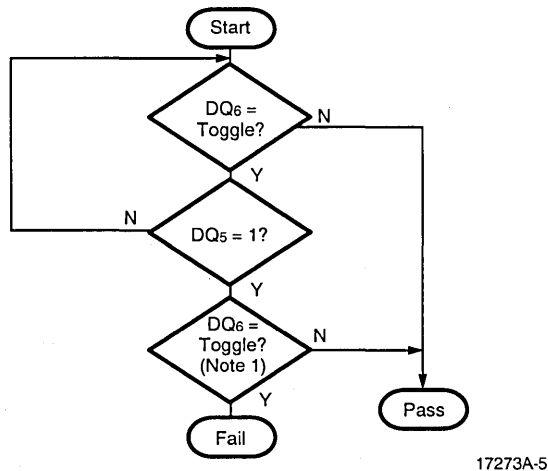 Start
DQ6 =
Toggle?
N
Y
N
DQ5 = 1?
Y
DQ6 =
Toggle?
(Note 1)
N
Y
Fail
Pass
17273A-5